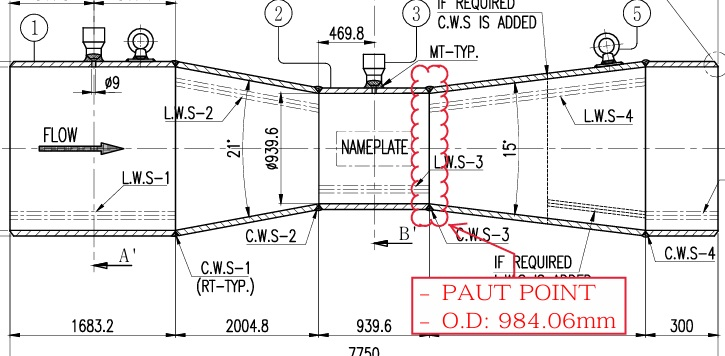 IF REQUIRED
C.W.S IS ADDED
1
2
3
5
469.8
MT-TYP.
ø9
L.W.S-2
L.W.S-4
FLOW
21°
ø939.6
NAMEPLATE
15°
L.W.S-1
L.W.S-3
A'
C.W.S-2
B'
C.W.S-3
C.W.S-4
C.W.S-1
(RT-TYP.)
IF REQUIRED
- PAUT POINT
- O.D: 984.06mm
1683.2
2004.8
939.6
300
7750